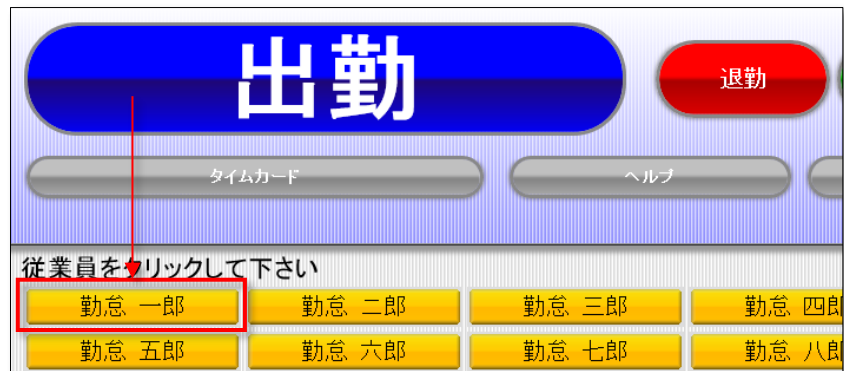 出勤
退勤
タイムカード
ヘルプ
従業員をクリックして下さい
勤怠 一郎
勤怠 二郎
勤怠 三郎
勤怠 四郎
勤怠 五郎
勤怠 六郎
勤怠 七郎
勤怠 八郎